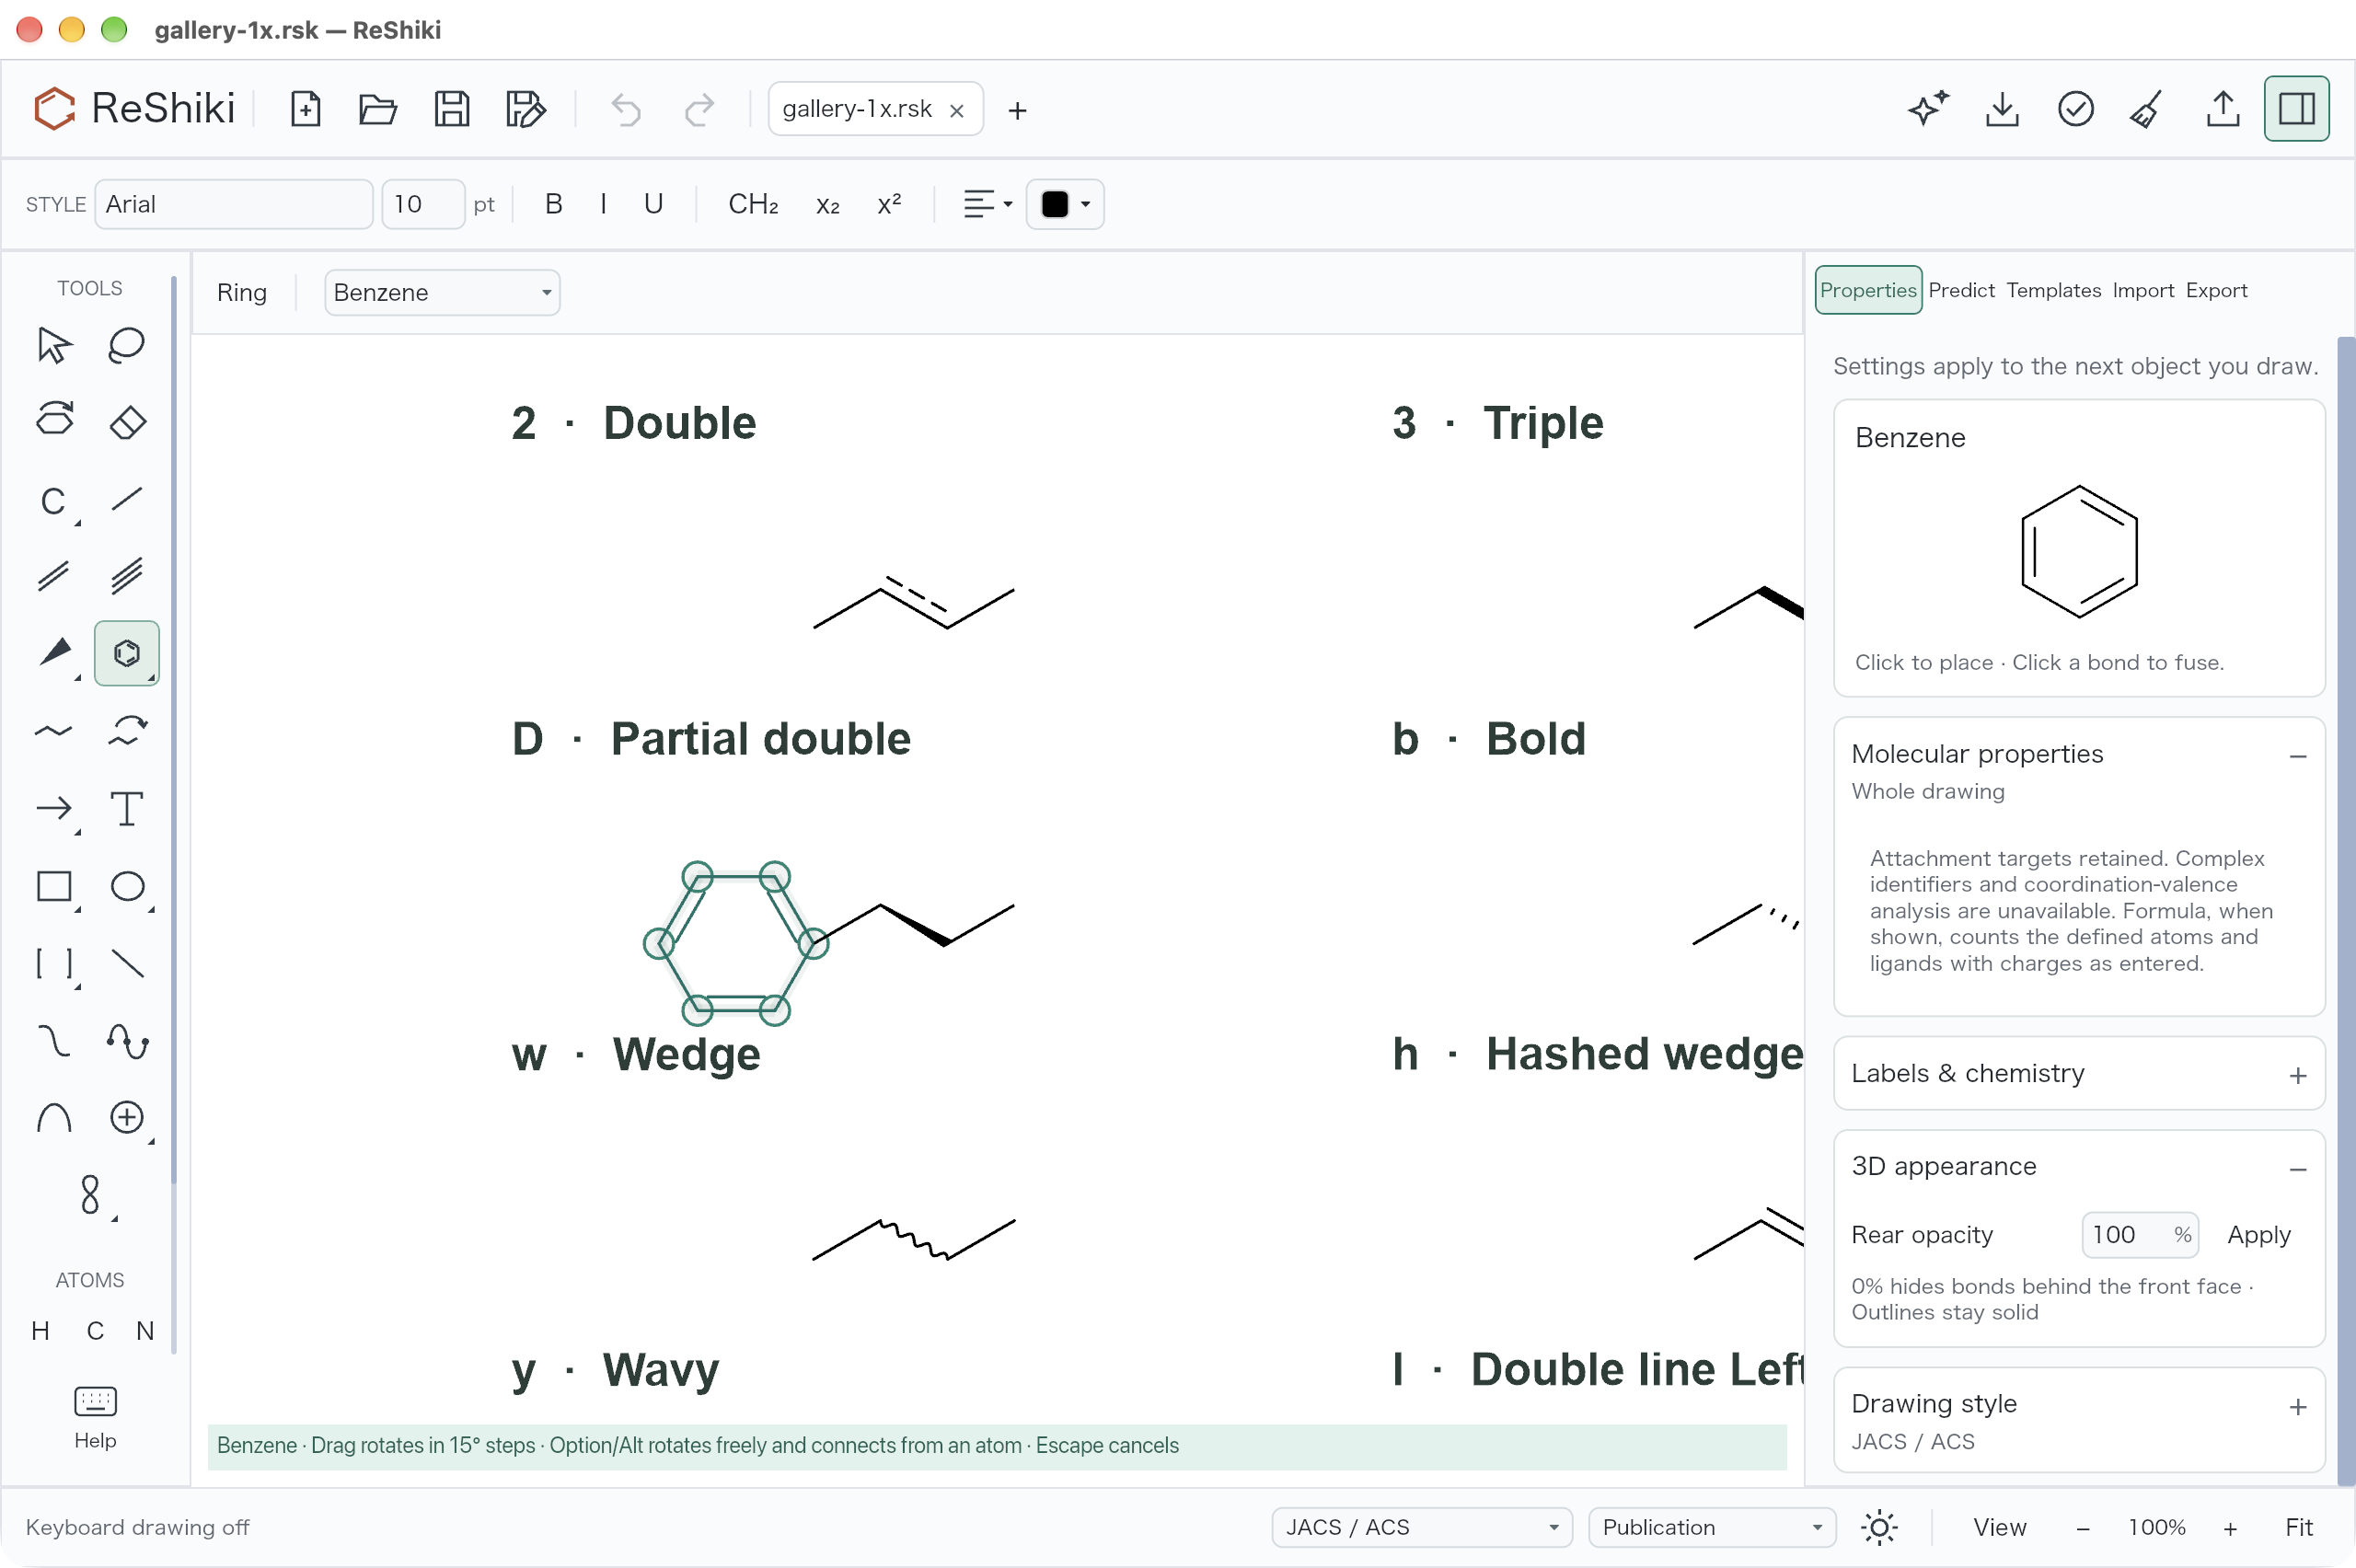 gallery-1x.rsk — ReShiki
ReShiki
gallery-1x.rsk ×
+
STYLE Arial 10 pt B I U CH₂ x₂ x²
TOOLS
C
T
ATOMS
H C N
Help
Ring Benzene
2 · Double
3 · Triple
D · Partial double
b · Bold
w · Wedge
h · Hashed wedge
y · Wavy
l · Double line Left
Benzene · Drag rotates in 15° steps · Option/Alt rotates freely and connects from an atom · Escape cancels
Properties Predict Templates Import Export
Settings apply to the next object you draw.
Benzene
Click to place · Click a bond to fuse.
Molecular properties −
Whole drawing
Attachment targets retained. Complex
identifiers and coordination-valence
analysis are unavailable. Formula, when
shown, counts the defined atoms and
ligands with charges as entered.
Labels & chemistry +
3D appearance −
Rear opacity 100 % Apply
0% hides bonds behind the front face ·
Outlines stay solid
Drawing style +
JACS / ACS
Keyboard drawing off
JACS / ACS Publication View − 100% + Fit